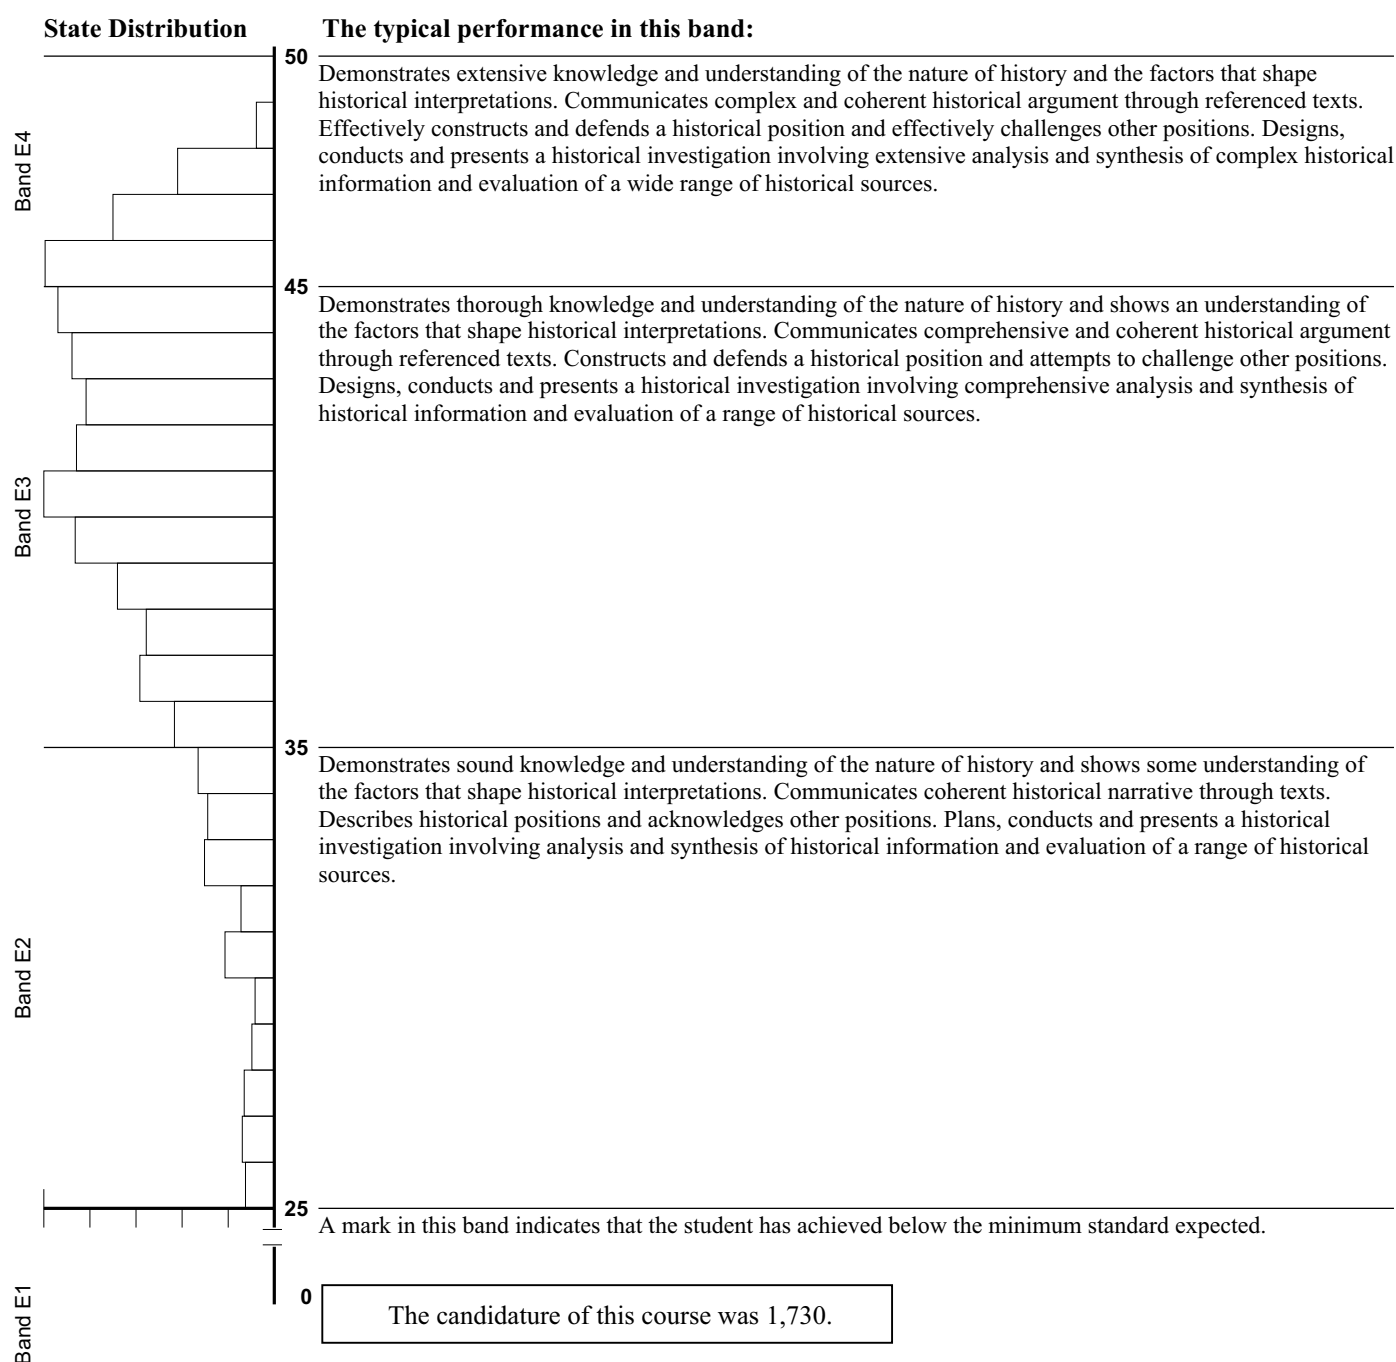 State Distribution
The typical performance in this band:
50
Demonstrates extensive knowledge and understanding of the nature of history and the factors that shape
historical interpretations. Communicates complex and coherent historical argument through referenced texts.
Effectively constructs and defends a historical position and effectively challenges other positions. Designs,
conducts and presents a historical investigation involving extensive analysis and synthesis of complex historical
information and evaluation of a wide range of historical sources.
Band E4
45
Demonstrates thorough knowledge and understanding of the nature of history and shows an understanding of
the factors that shape historical interpretations. Communicates comprehensive and coherent historical argument
through referenced texts. Constructs and defends a historical position and attempts to challenge other positions.
Designs, conducts and presents a historical investigation involving comprehensive analysis and synthesis of
historical information and evaluation of a range of historical sources.
Band E3
35
Demonstrates sound knowledge and understanding of the nature of history and shows some understanding of
the factors that shape historical interpretations. Communicates coherent historical narrative through texts.
Describes historical positions and acknowledges other positions. Plans, conducts and presents a historical
investigation involving analysis and synthesis of historical information and evaluation of a range of historical
sources.
Band E2
25
A mark in this band indicates that the student has achieved below the minimum standard expected.
0
Band E1
The candidature of this course was 1,730.